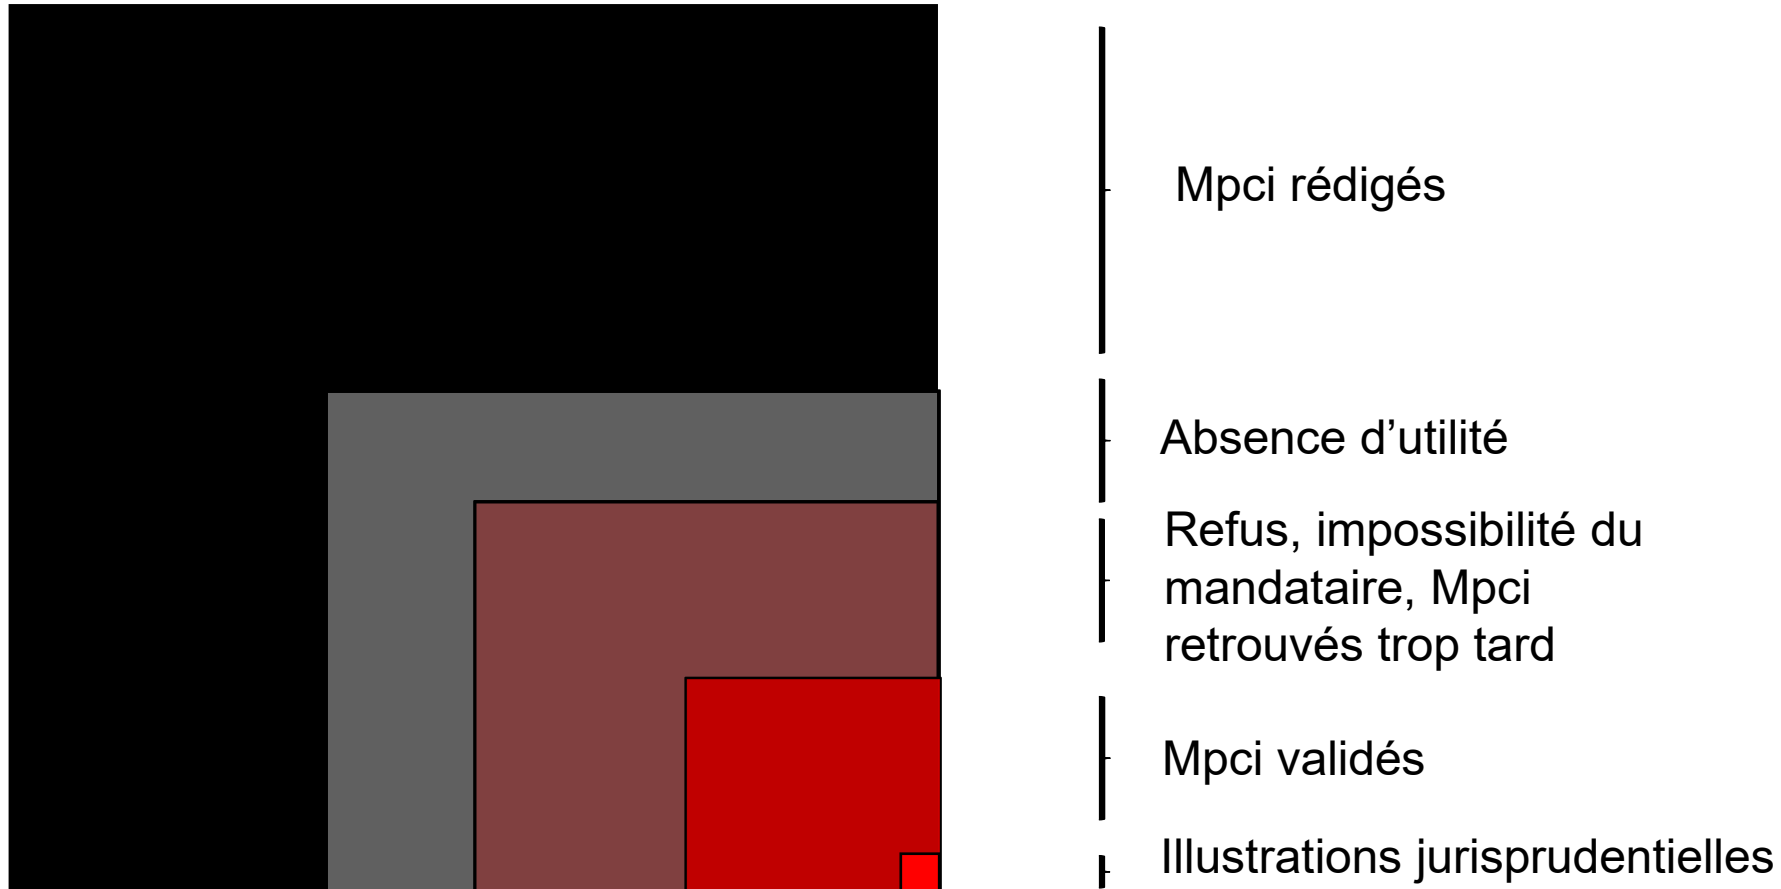 Mpci rédigés
Absence d’utilité
Refus, impossibilité du
mandataire, Mpci
retrouvés trop tard
Mpci validés
Illustrations jurisprudentielles